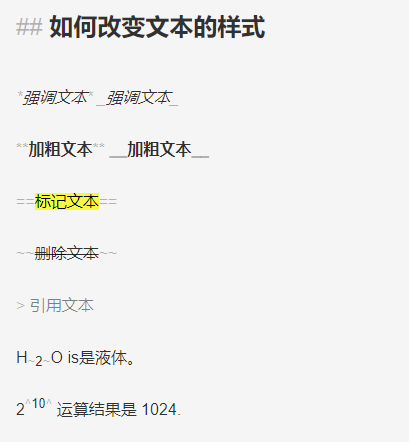 ## 如何改变文本的样式
*强调文本* _强调文本_
**加粗文本** __加粗文本__
==标记文本==
~~删除文本~~
> 引用文本
H~2~O is是液体。
2^10^ 运算结果是 1024.